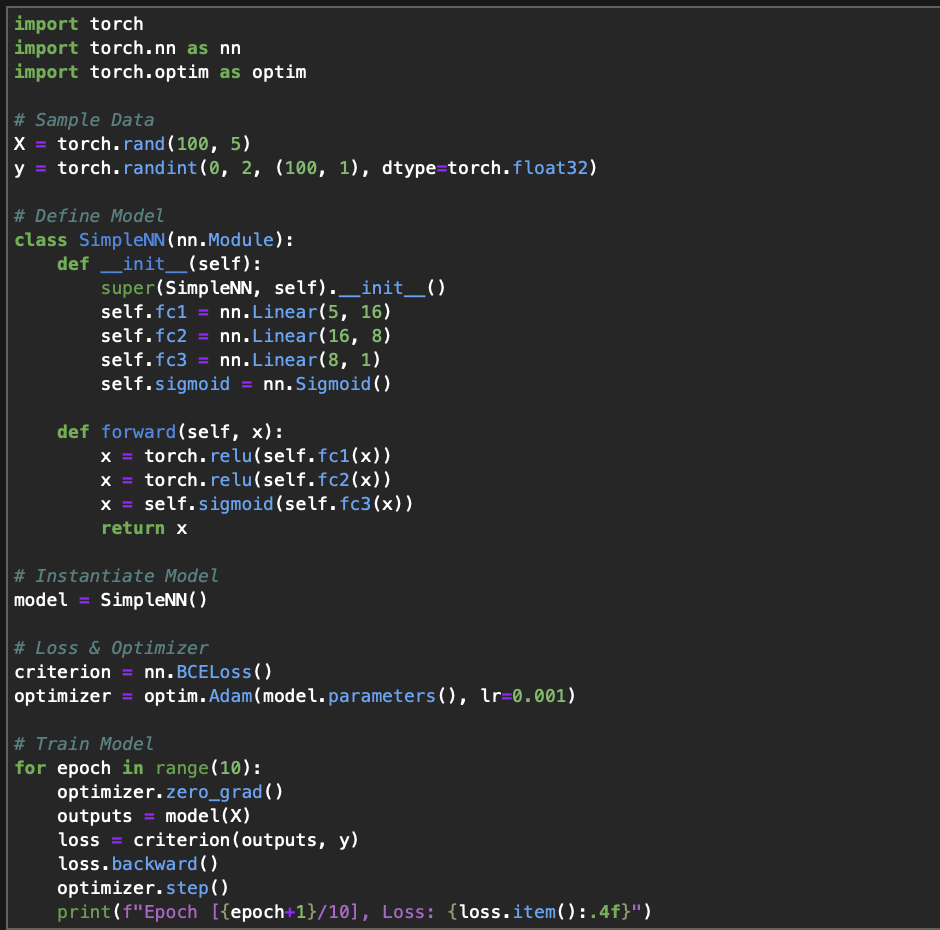 import torch
import torch.nn as nn
import torch.optim as optim

# Sample Data
X = torch.rand(100, 5)
y = torch.randint(0, 2, (100, 1), dtype=torch.float32)

# Define Model
class SimpleNN(nn.Module):
    def __init__(self):
        super(SimpleNN, self).__init__()
        self.fc1 = nn.Linear(5, 16)
        self.fc2 = nn.Linear(16, 8)
        self.fc3 = nn.Linear(8, 1)
        self.sigmoid = nn.Sigmoid()

    def forward(self, x):
        x = torch.relu(self.fc1(x))
        x = torch.relu(self.fc2(x))
        x = self.sigmoid(self.fc3(x))
        return x

# Instantiate Model
model = SimpleNN()

# Loss & Optimizer
criterion = nn.BCELoss()
optimizer = optim.Adam(model.parameters(), lr=0.001)

# Train Model
for epoch in range(10):
    optimizer.zero_grad()
    outputs = model(X)
    loss = criterion(outputs, y)
    loss.backward()
    optimizer.step()
    print(f"Epoch [{epoch+1}/10], Loss: {loss.item():.4f}")